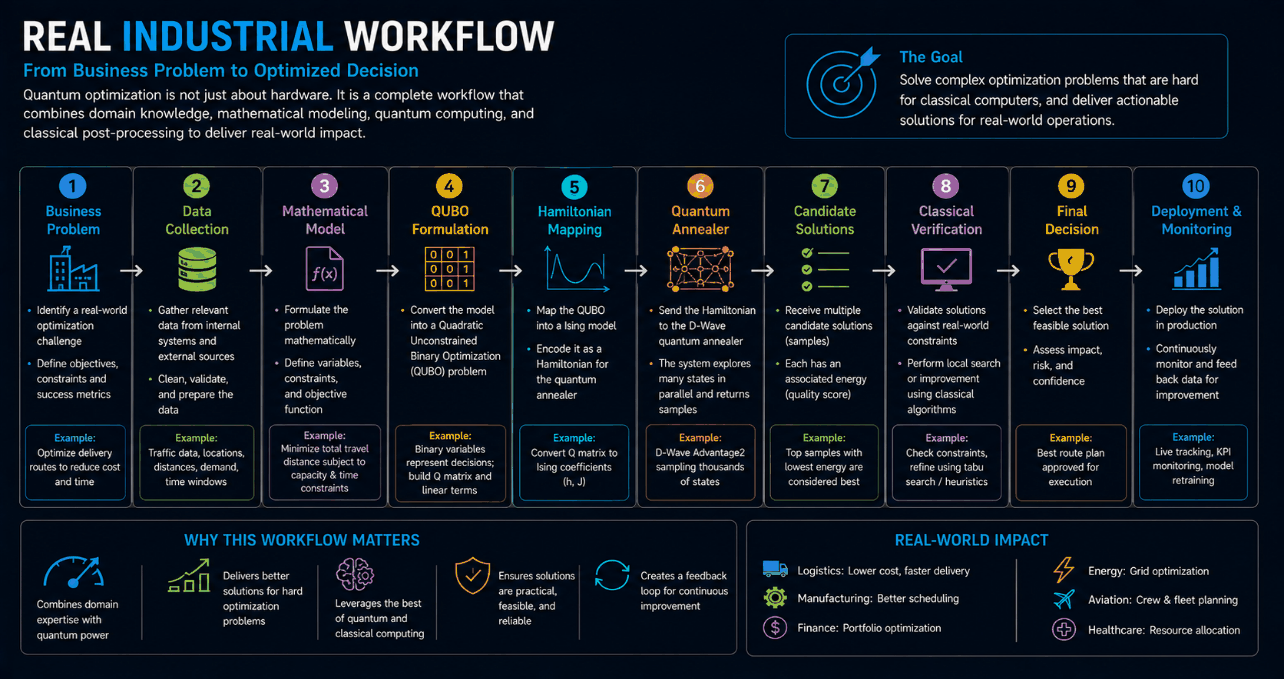 REAL INDUSTRIAL WORKFLOW
From Business Problem to Optimized Decision
Quantum optimization is not just about hardware. It is a complete workflow that
combines domain knowledge, mathematical modeling, quantum computing, and
classical post-processing to deliver real-world impact.
The Goal
Solve complex optimization problems that are hard
for classical computers, and deliver actionable
solutions for real-world operations.
1
Business
Problem
• Identify a real-world
optimization
challenge
• Define objectives,
constraints and
success metrics
Example:
Optimize delivery
routes to reduce cost
and time
2
Data
Collection
• Gather relevant
data from internal
systems and
external sources
• Clean, validate,
and prepare the
data
Example:
Traffic data, locations,
distances, demand,
time windows
3
Mathematical
Model
f(x)
• Formulate the
problem
mathematically
• Define variables,
constraints, and
objective
function
Example:
Minimize total travel
distance subject to
capacity & time
constraints
4
QUBO
Formulation
0 0 1
0 0 1
0 0 1
• Convert the model
into a Quadratic
Unconstrained
Binary Optimization
(QUBO) problem
Example:
Binary variables
represent decisions;
build Q matrix and
linear terms
5
Hamiltonian
Mapping
• Map the QUBO
into a Ising model
• Encode it as a
Hamiltonian for
the quantum
annealer
Example:
Convert Q matrix to
Ising coefficients
(h, J)
6
Quantum
Annealer
• Send the Hamiltonian
to the D-Wave
quantum annealer
• The system explores
many states in
parallel and returns
samples
Example:
D-Wave Advantage2
sampling thousands
of states
7
Candidate
Solutions
• Receive multiple
candidate solutions
(samples)
• Each has an
associated energy
(quality score)
Example:
Top samples with
lowest energy are
considered best
8
Classical
Verification
• Validate solutions
against real-world
constraints
• Perform local search
or improvement
using classical
algorithms
Example:
Check constraints,
refine using tabu
search / heuristics
9
Final
Decision
• Select the best
feasible solution
• Assess impact,
risk, and
confidence
Example:
Best route plan
approved for
execution
10
Deployment &
Monitoring
• Deploy the solution
in production
• Continuously
monitor and feed
back data for
improvement
Example:
Live tracking, KPI
monitoring, model
retraining
WHY THIS WORKFLOW MATTERS
Combines domain
expertise with
quantum power
Delivers better
solutions for hard
optimization
problems
Leverages the best
of quantum and
classical computing
Ensures solutions
are practical,
feasible, and
reliable
Creates a feedback
loop for continuous
improvement
REAL-WORLD IMPACT
Logistics: Lower cost, faster delivery
Manufacturing: Better scheduling
$
Finance: Portfolio optimization
Energy: Grid optimization
Aviation: Crew & fleet planning
Healthcare: Resource allocation